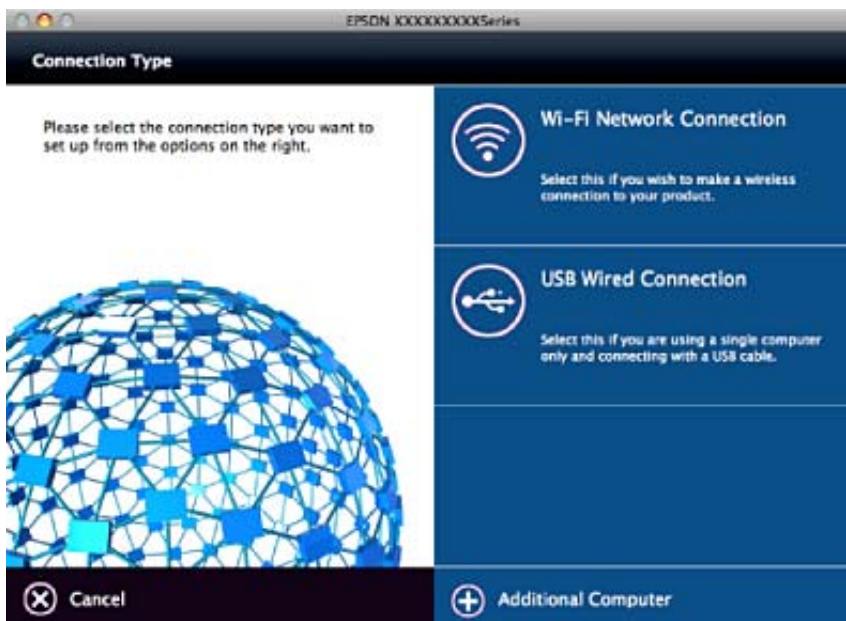 EPSON XXXXXXXXXSeries
Connection Type
Please select the connection type you want to
set up from the options on the right.
Wi-Fi Network Connection
Select this if you wish to make a wireless
connection to your product.
USB Wired Connection
Select this if you are using a single computer
only and connecting with a USB cable.
Cancel
Additional Computer